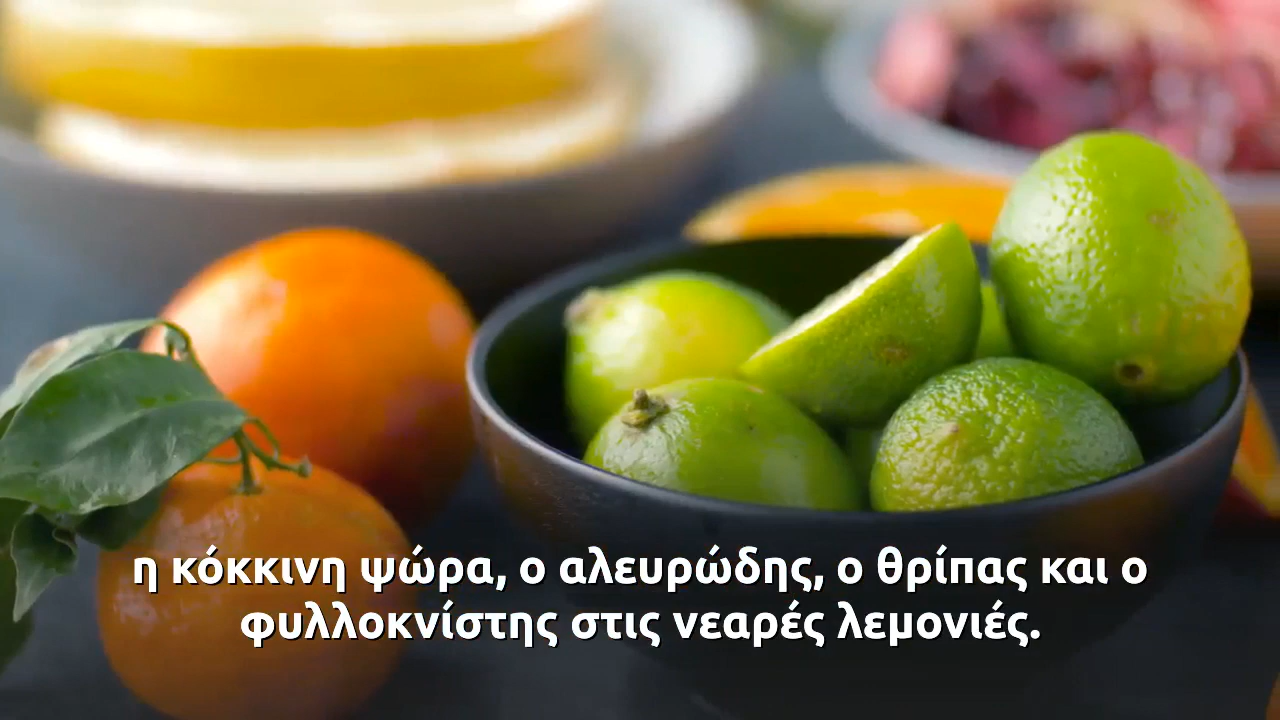 η κόκκινη ψώρα, ο αλευρώδης, ο θρίπας και ο
φυλλοκνίστης στις νεαρές λεμονιές.